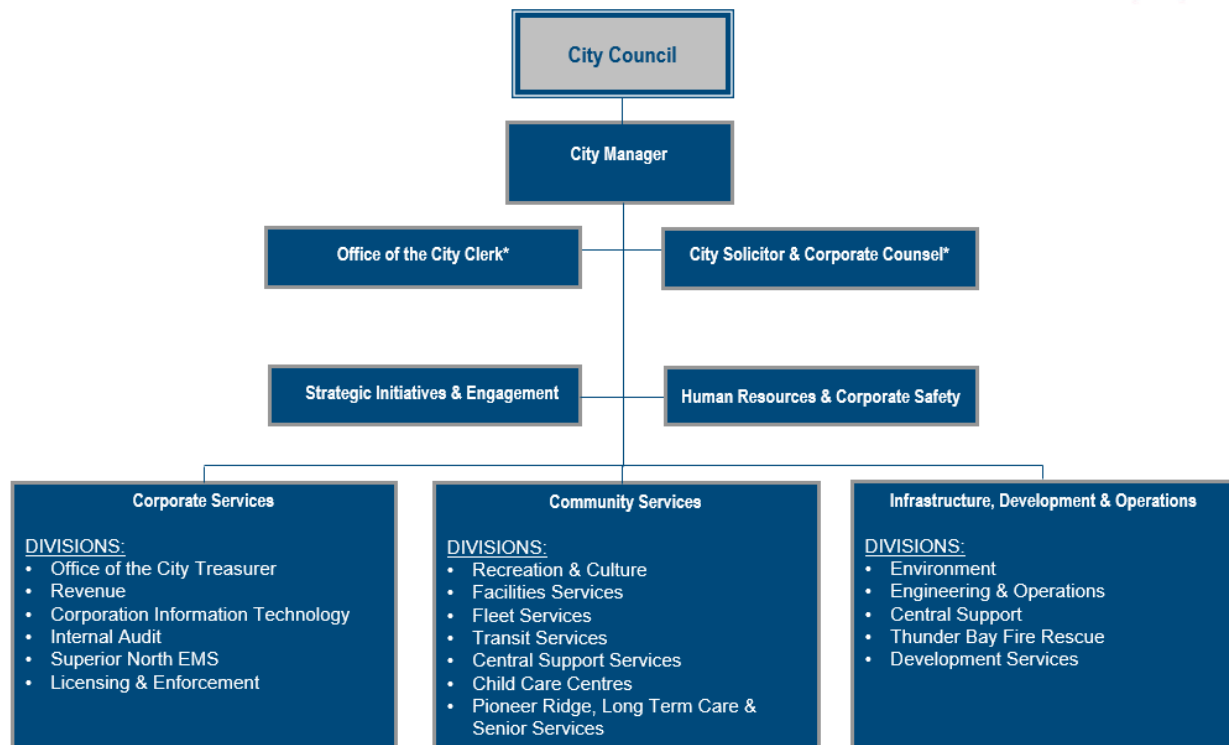 City Council
City Manager
Office of the City Clerk*
City Solicitor & Corporate Counsel*
Strategic Initiatives & Engagement
Human Resources & Corporate Safety
Corporate Services
DIVISIONS:
• Office of the City Treasurer
• Revenue
• Corporation Information Technology
• Internal Audit
• Superior North EMS
• Licensing & Enforcement
Community Services
DIVISIONS:
• Recreation & Culture
• Facilities Services
• Fleet Services
• Transit Services
• Central Support Services
• Child Care Centres
• Pioneer Ridge, Long Term Care &
Senior Services
Infrastructure, Development & Operations
DIVISIONS:
• Environment
• Engineering & Operations
• Central Support
• Thunder Bay Fire Rescue
• Development Services